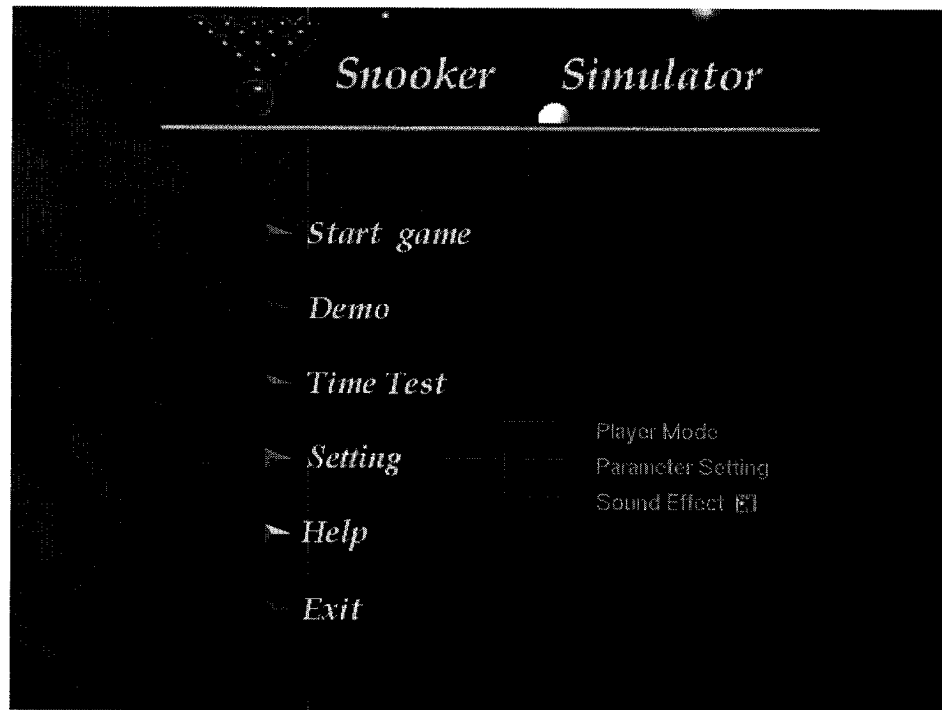 Snooker Simulator
Start game
Demo
Time Test
Setting
Player Mode
Parameter Setting
Sound Effect
Help
Exit